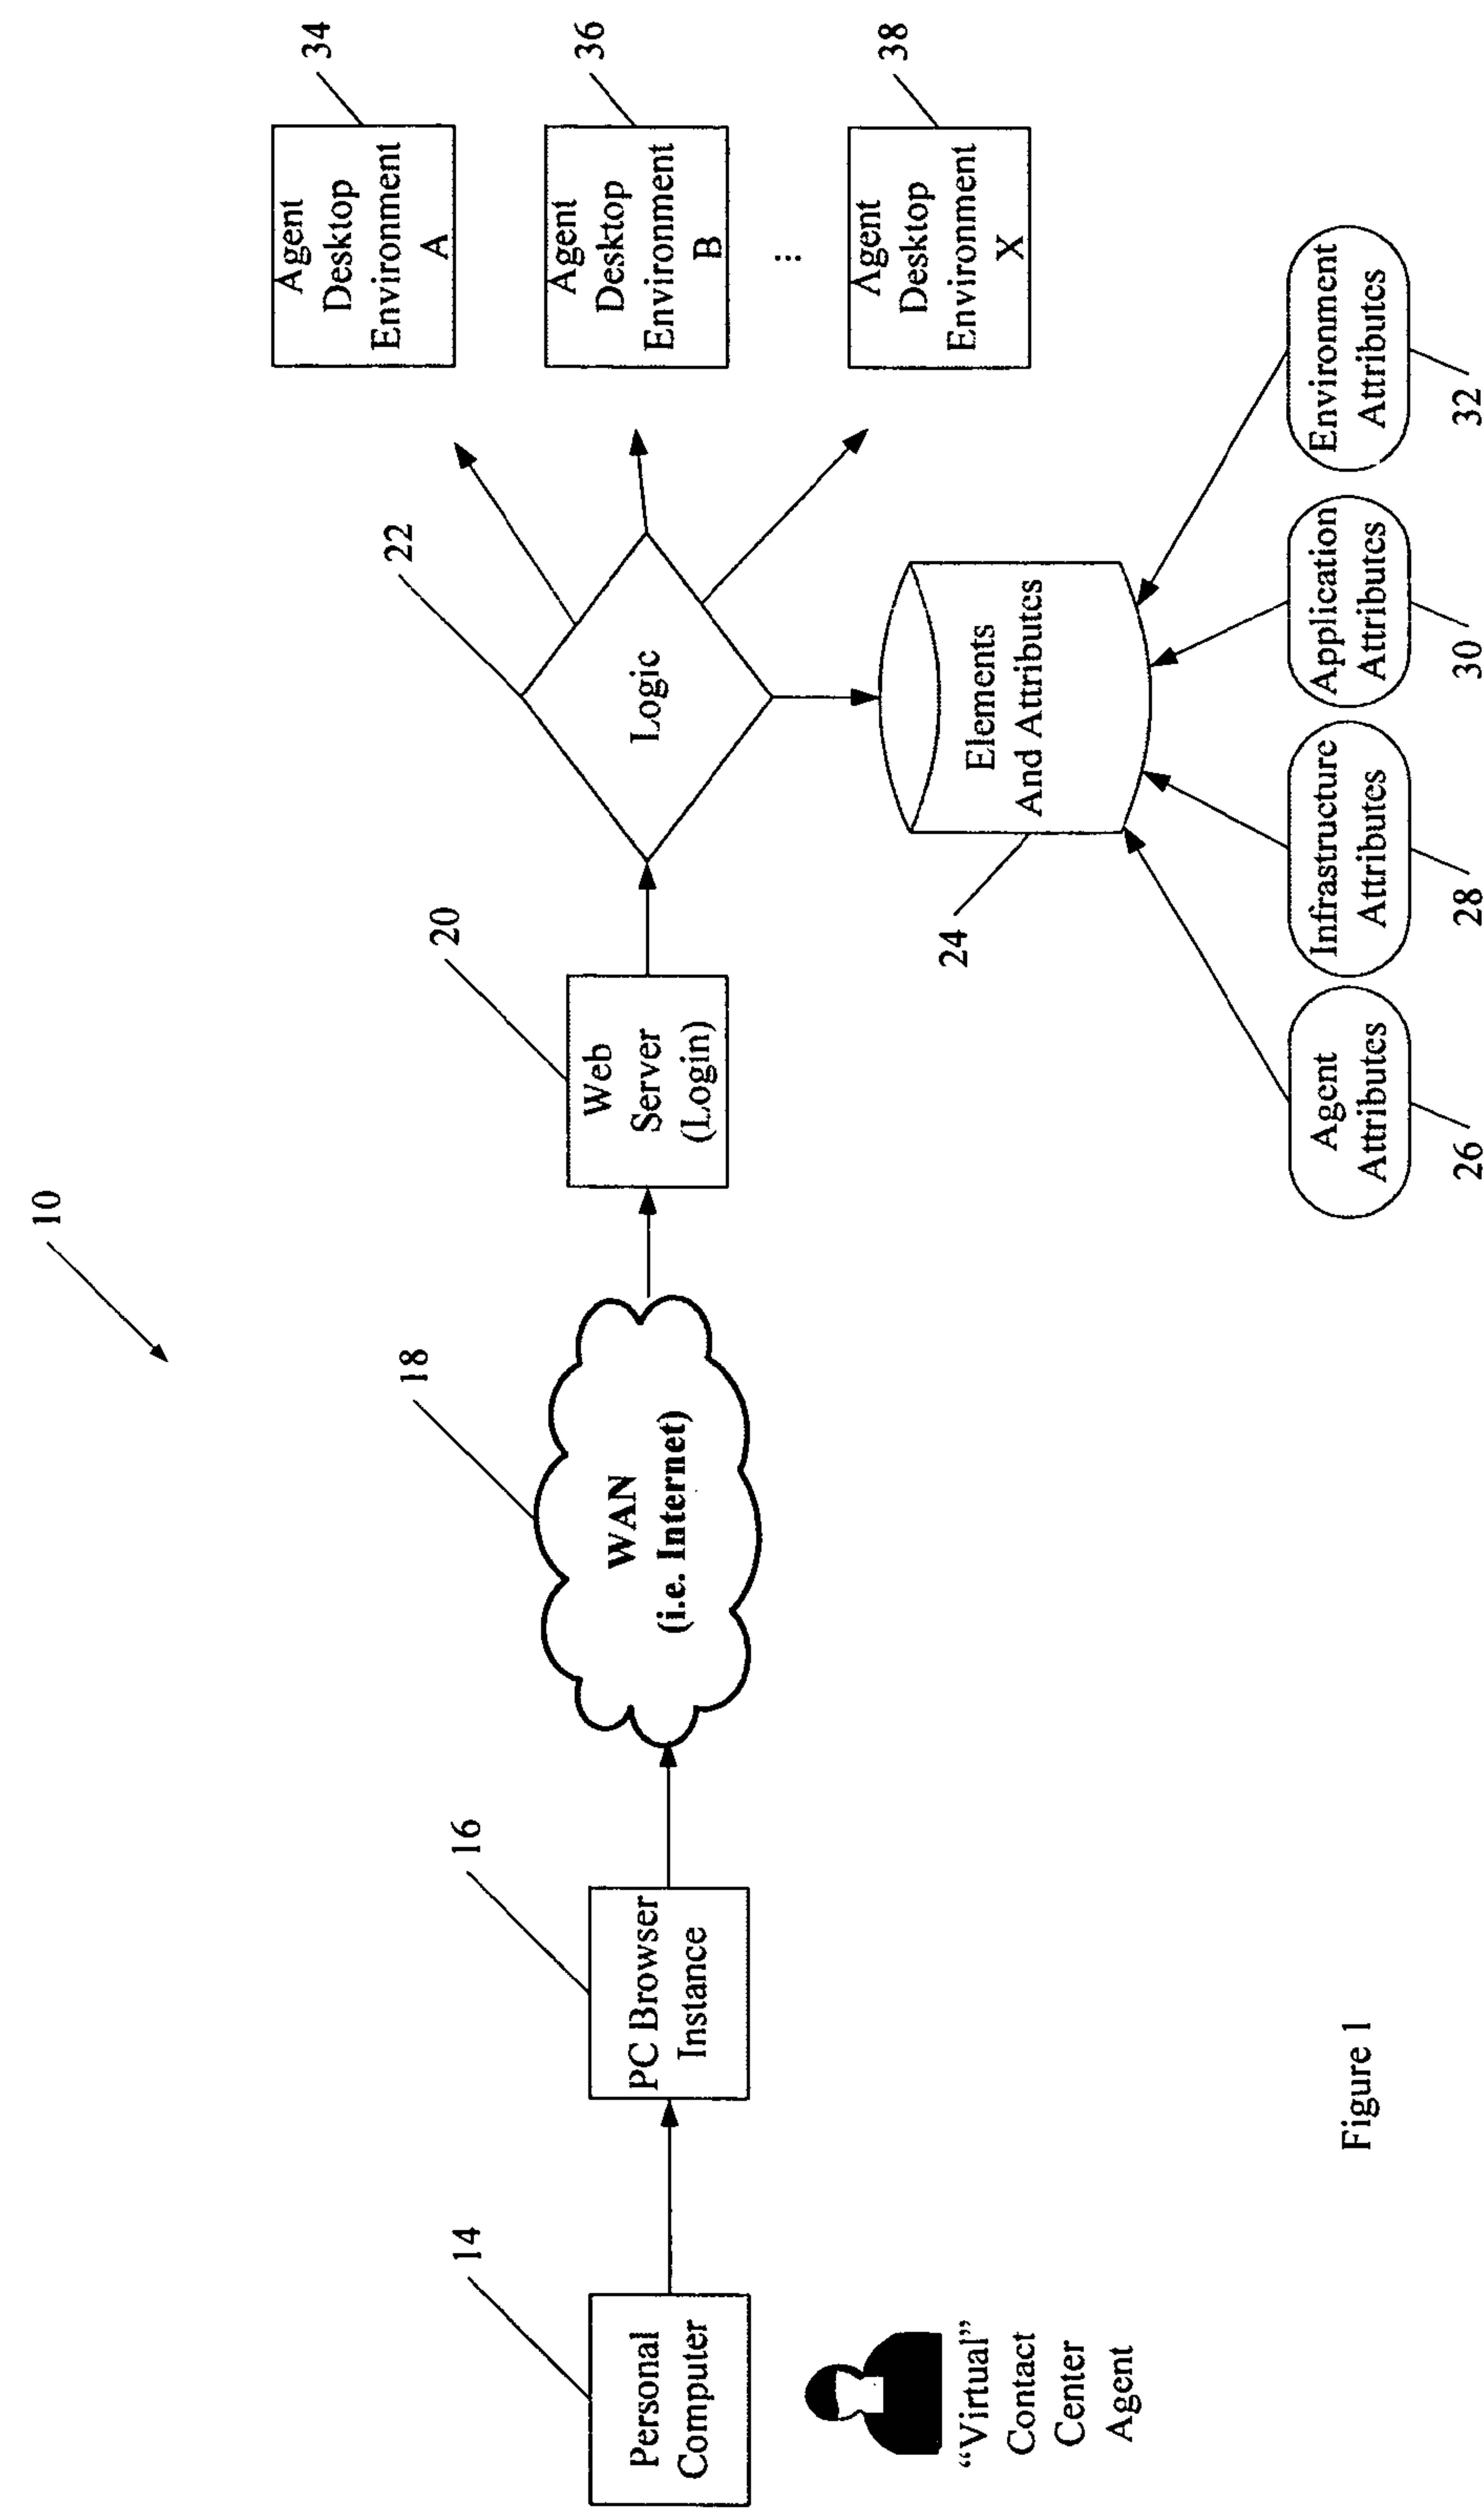 10
14
Personal
Computer
“Virtual”
Contact
Center
Agent
16
PC Browser
Instance
18
WAN
(i.e. Internet)
20
Web
Server
(Login)
22
Logic
24
Elements
And Attributes
Agent
Attributes
26
Infrastructure
Attributes
28
Application
Attributes
30
Environment
Attributes
32
Agent
Desktop
Environment
A
34
Agent
Desktop
Environment
B
36
...
Agent
Desktop
Environment
X
38
Figure 1